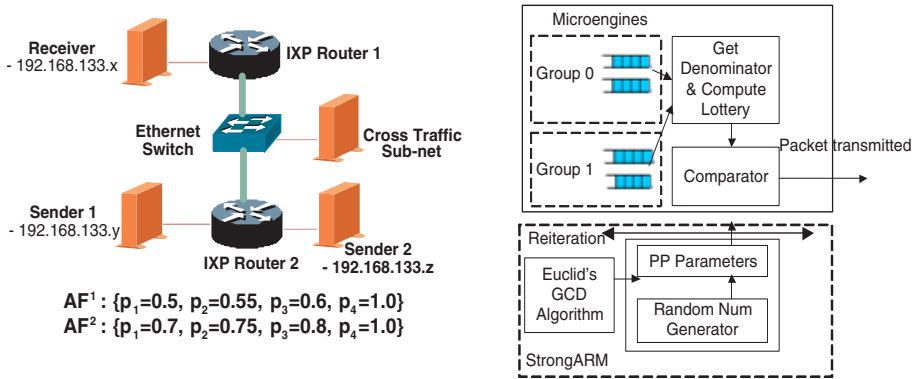 Receiver
- 192.168.133.x
IXP Router 1
Ethernet
Switch
Cross Traffic
Sub-net
Sender 1
- 192.168.133.y
IXP Router 2
Sender 2
- 192.168.133.z
AF¹ : {p₁=0.5, p₂=0.55, p₃=0.6, p₄=1.0}
AF² : {p₁=0.7, p₂=0.75, p₃=0.8, p₄=1.0}
Microengines
Group 0
Group 1
Get
Denominator
& Compute
Lottery
Packet transmitted
Comparator
Reiteration
PP Parameters
Euclid's
GCD
Algorithm
Random Num
Generator
StrongARM